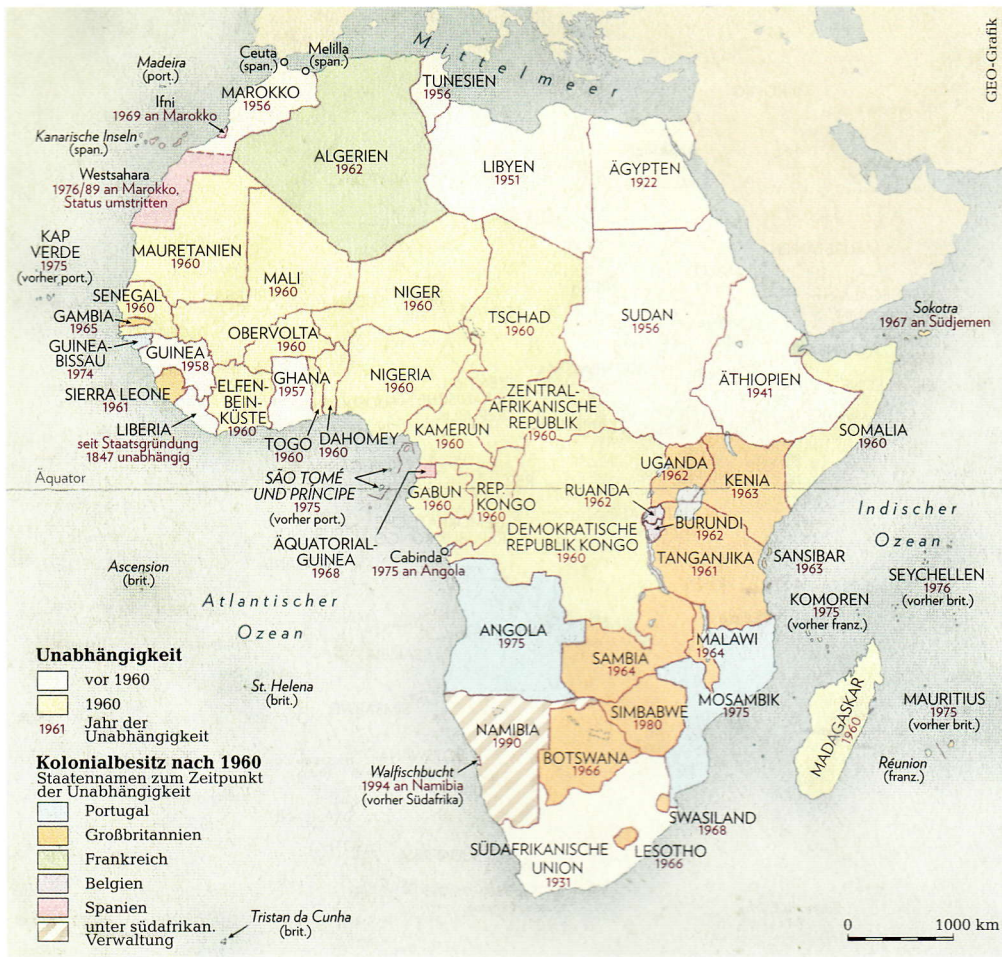 GEO-Grafik
Mittelmeer
Ceuta
(span.)
Melilla
(span.)
Madeira
(port.)
Ifni
1969 an Marokko
Kanarische Inseln
(span.)
Westsahara
1976/89 an Marokko,
Status umstritten
MAROKKO
1956
TUNESIEN
1956
ALGERIEN
1962
LIBYEN
1951
ÄGYPTEN
1922
KAP
VERDE
1975
(vorher port.)
MAURETANIEN
1960
MALI
1960
NIGER
1960
TSCHAD
1960
SUDAN
1956
Sokotra
1967 an Südjemen
SENEGAL
1960
GAMBIA
1965
GUINEA-
BISSAU
1974
GUINEA
1958
SIERRA LEONE
1961
LIBERIA
seit Staatsgründung
1847 unabhängig
OBERVOLTA
1960
ELFEN-
BEIN-
KÜSTE
1960
GHANA
1957
TOGO
1960
DAHOMEY
1960
NIGERIA
1960
KAMERUN
1960
ZENTRAL-
AFRIKANISCHE
REPUBLIK
1960
ÄTHIOPIEN
1941
SOMALIA
1960
Äquator
SÃO TOMÉ
UND PRÍNCIPE
1975
(vorher port.)
ÄQUATORIAL-
GUINEA
1968
GABUN
1960
REP.
KONGO
1960
DEMOKRATISCHE
REPUBLIK KONGO
1960
UGANDA
1962
KENIA
1963
RUANDA
1962
BURUNDI
1962
TANGANJIKA
1961
SANSIBAR
1963
Indischer
Ozean
SEYCHELLEN
1976
(vorher brit.)
KOMOREN
1975
(vorher franz.)
Cabinda
1975 an Angola
Ascension
(brit.)
Atlantischer
Ozean
ANGOLA
1975
SAMBIA
1964
MALAWI
1964
MOSAMBIK
1975
SIMBABWE
1980
NAMIBIA
1990
BOTSWANA
1966
MADAGASKAR
1960
MAURITIUS
1975
(vorher brit.)
Réunion
(franz.)
St. Helena
(brit.)
Walfischbucht
1994 an Namibia
(vorher Südafrika)
SÜDAFRIKANISCHE
UNION
1931
SWASILAND
1968
LESOTHO
1966
Tristan da Cunha
(brit.)
Unabhängigkeit
vor 1960
1960
1961 Jahr der
Unabhängigkeit
Kolonialbesitz nach 1960
Staatennamen zum Zeitpunkt
der Unabhängigkeit
Portugal
Großbritannien
Frankreich
Belgien
Spanien
unter südafrikan.
Verwaltung
0 1000 km